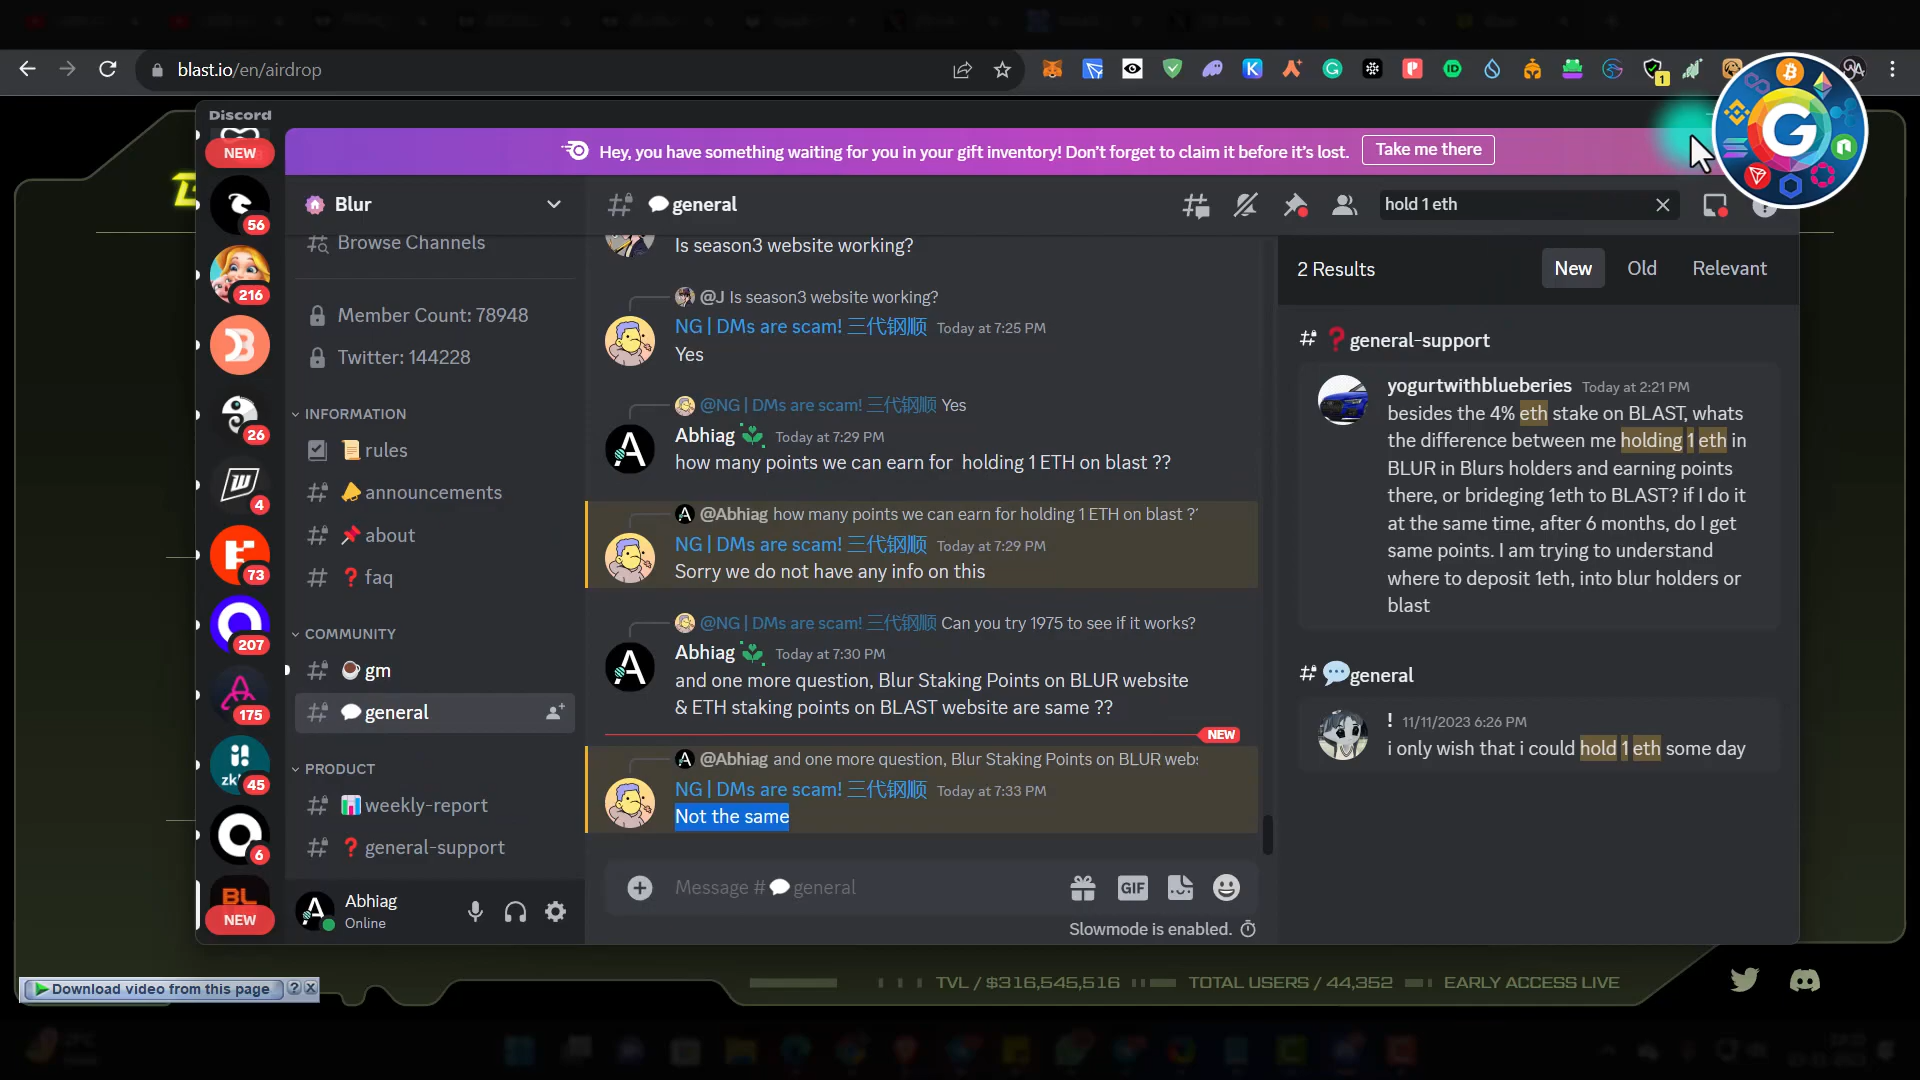 blast.io/en/airdrop
Discord
Hey, you have something waiting for you in your gift inventory! Don't forget to claim it before it's lost.
Take me there
NEW
56
216
26
4
73
207
175
zk
45
6
BL
NEW
Blur
Browse Channels
Member Count: 78948
Twitter: 144228
INFORMATION
rules
announcements
about
faq
COMMUNITY
gm
general
PRODUCT
weekly-report
general-support
Abhiag
Online
general
hold 1 eth
Is season3 website working?
@J Is season3 website working?
NG | DMs are scam! 三代钢顺 Today at 7:25 PM
Yes
@NG | DMs are scam! 三代钢顺 Yes
Abhiag Today at 7:29 PM
how many points we can earn for holding 1 ETH on blast ??
@Abhiag how many points we can earn for holding 1 ETH on blast ?
NG | DMs are scam! 三代钢顺 Today at 7:29 PM
Sorry we do not have any info on this
@NG | DMs are scam! 三代钢顺 Can you try 1975 to see if it works?
Abhiag Today at 7:30 PM
and one more question, Blur Staking Points on BLUR website
& ETH staking points on BLAST website are same ??
NEW
@Abhiag and one more question, Blur Staking Points on BLUR webs
NG | DMs are scam! 三代钢顺 Today at 7:33 PM
Not the same
Message # general
GIF
Slowmode is enabled.
2 Results
New
Old
Relevant
general-support
yogurtwithblueberies Today at 2:21 PM
besides the 4% eth stake on BLAST, whats
the difference between me holding 1 eth in
BLUR in Blurs holders and earning points
there, or brideging 1eth to BLAST? if I do it
at the same time, after 6 months, do I get
same points. I am trying to understand
where to deposit 1eth, into blur holders or
blast
general
! 11/11/2023 6:26 PM
i only wish that i could hold 1 eth some day
Download video from this page
TVL / $316,545,516
TOTAL USERS / 44,352
EARLY ACCESS LIVE